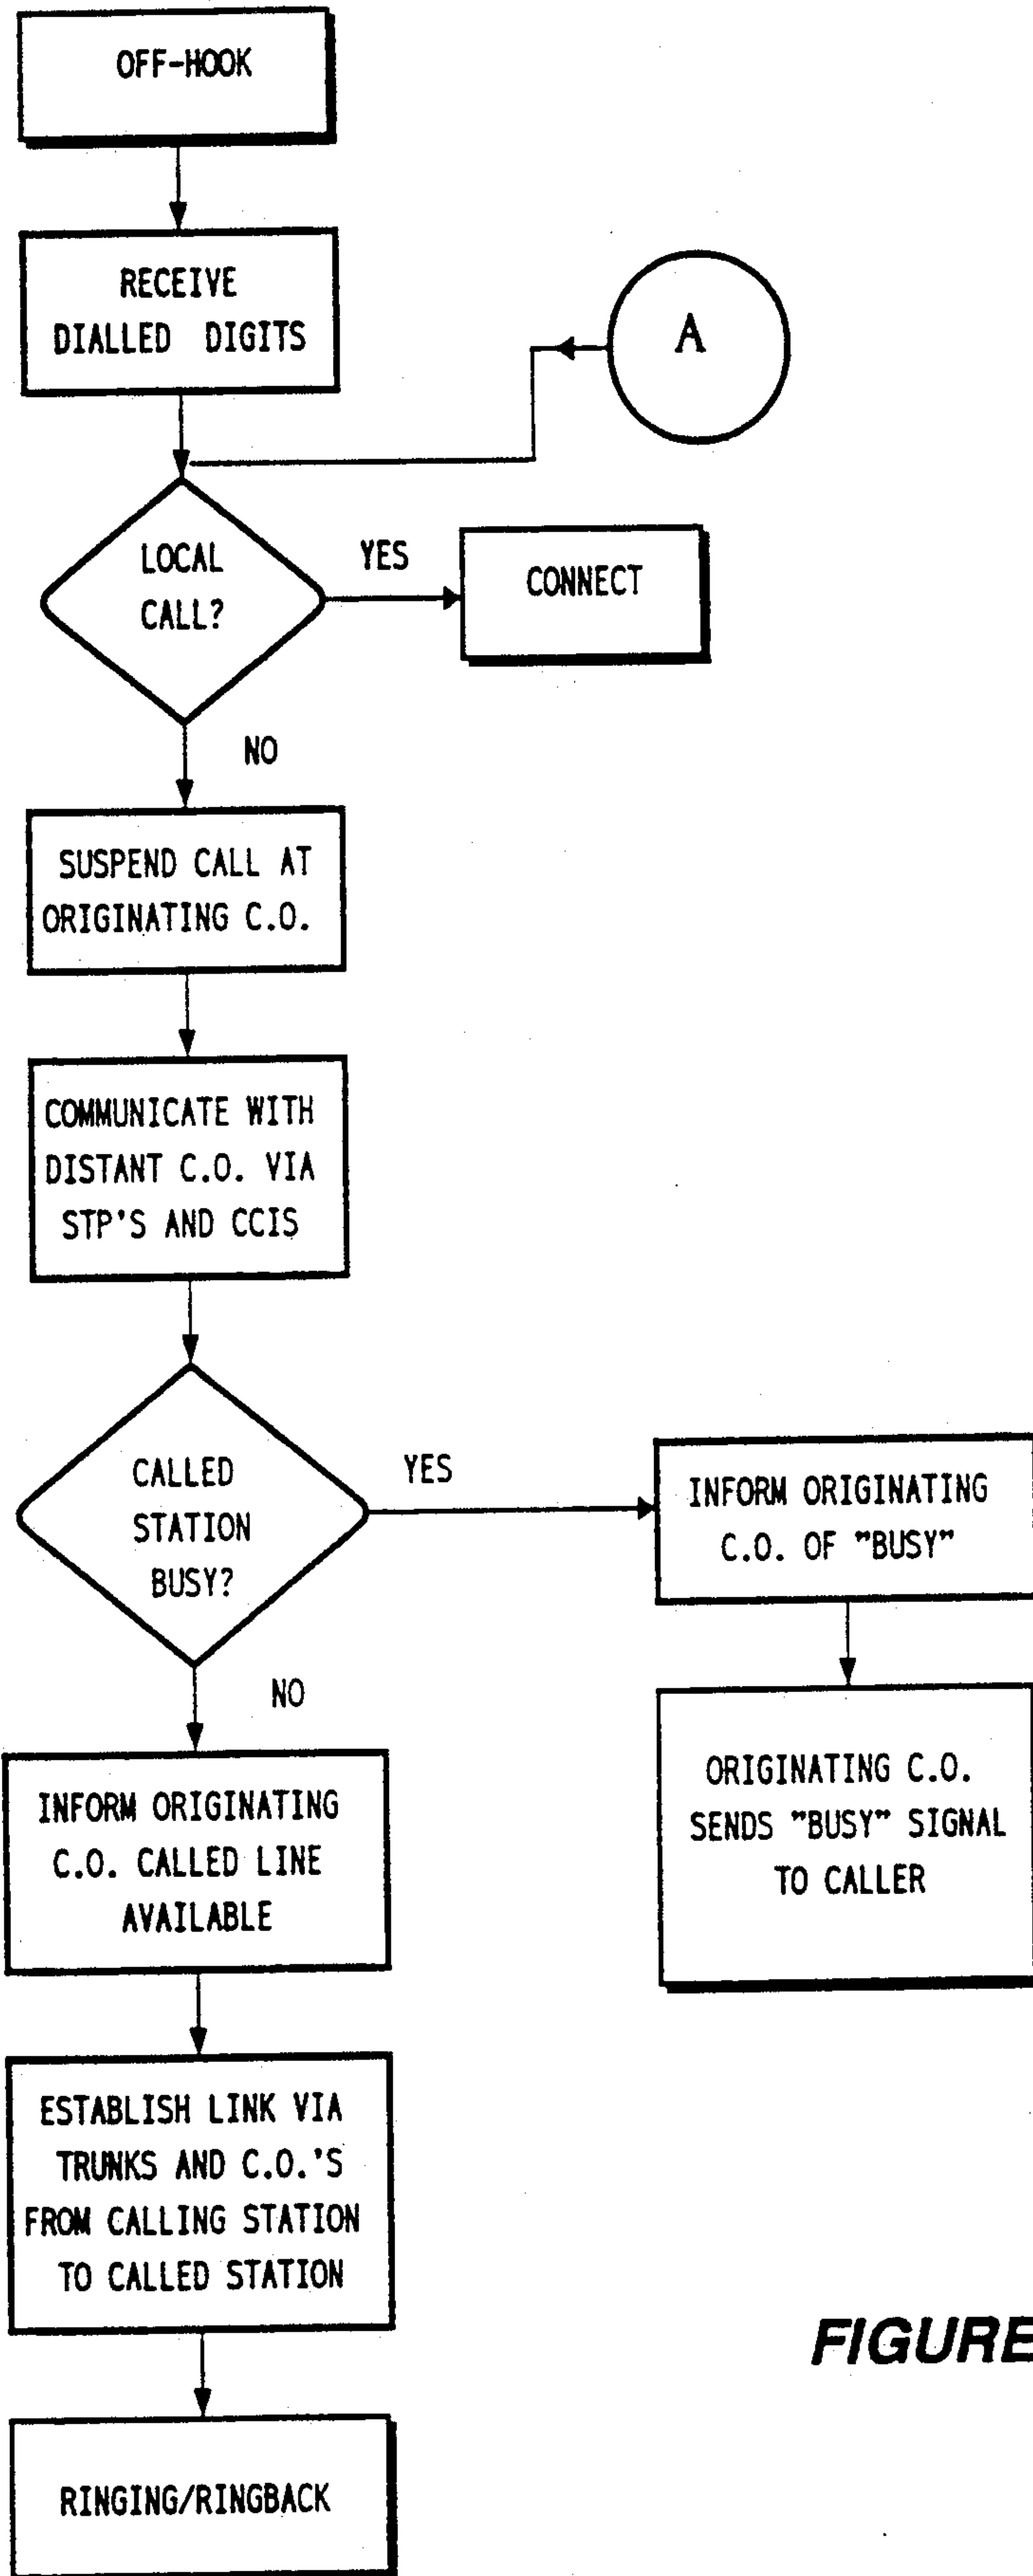 OFF-HOOK
RECEIVE
DIALLED DIGITS
A
LOCAL
CALL?
YES
CONNECT
NO
SUSPEND CALL AT
ORIGINATING C.O.
COMMUNICATE WITH
DISTANT C.O. VIA
STP'S AND CCIS
CALLED
STATION
BUSY?
YES
INFORM ORIGINATING
C.O. OF "BUSY"
ORIGINATING C.O.
SENDS "BUSY" SIGNAL
TO CALLER
NO
INFORM ORIGINATING
C.O. CALLED LINE
AVAILABLE
ESTABLISH LINK VIA
TRUNKS AND C.O.'S
FROM CALLING STATION
TO CALLED STATION
FIGURE
RINGING/RINGBACK